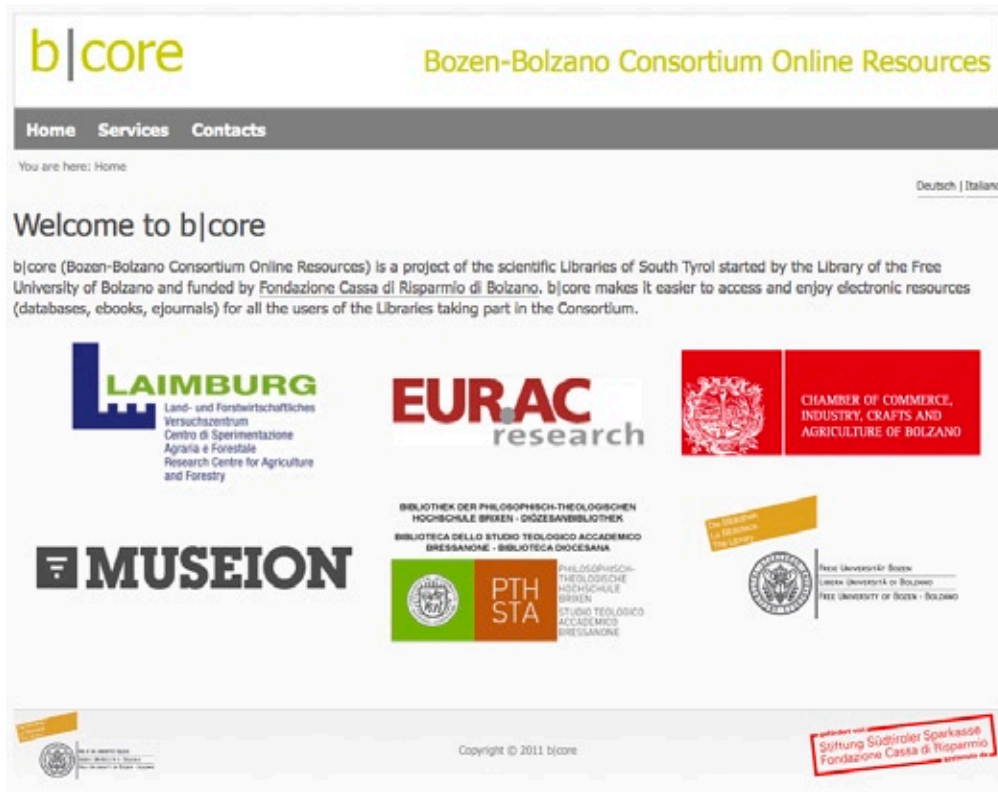 b|core
Bozen-Bolzano Consortium Online Resources
Home Services Contacts
You are here: Home
Deutsch | Italiano
Welcome to b|core
b|core (Bozen-Bolzano Consortium Online Resources) is a project of the scientific Libraries of South Tyrol started by the Library of the Free
University of Bolzano and funded by Fondazione Cassa di Risparmio di Bolzano. b|core makes it easier to access and enjoy electronic resources
(databases, ebooks, ejournals) for all the users of the Libraries taking part in the Consortium.
LAIMBURG
Land- und Forstwirtschaftliches
Versuchszentrum
Centro di Sperimentazione
Agraria e Forestale
Research Centre for Agriculture
and Forestry
EURAC
research
CHAMBER OF COMMERCE,
INDUSTRY, CRAFTS AND
AGRICULTURE OF BOLZANO
MUSEION
BIBLIOTHEK DER PHILOSOPHISCH-THEOLOGISCHEN
HOCHSCHULE BRIXEN - DIÖZESANBIBLIOTHEK
BIBLIOTECA DELLO STUDIO TEOLOGICO ACCADEMICO
BRESSANONE - BIBLIOTECA DIOCESANA
PTH
STA
PHILOSOPHISCH-
THEOLOGISCHE
HOCHSCHULE
BRIXEN
STUDIO TEOLOGICO
ACCADEMICO
BRESSANONE
Die Bibliothek
La Biblioteca
The Library
Freie Universität Bozen
Libera Università di Bolzano
Free University of Bozen - Bolzano
Copyright © 2011 b|core
gefördert von
Stiftung Südtiroler Sparkasse
Fondazione Cassa di Risparmio
sostenuto da